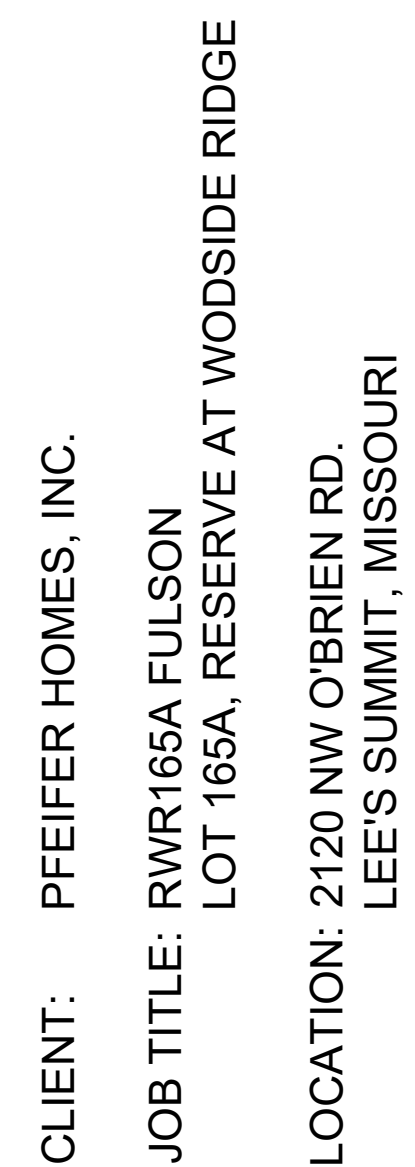 CLIENT: PFEIFER HOMES, INC.
JOB TITLE: RWR165A FULSON
LOT 165A, RESERVE AT WODSIDE RIDGE
LOCATION: 2120 NW O'BRIEN RD.
LEE'S SUMMIT, MISSOURI